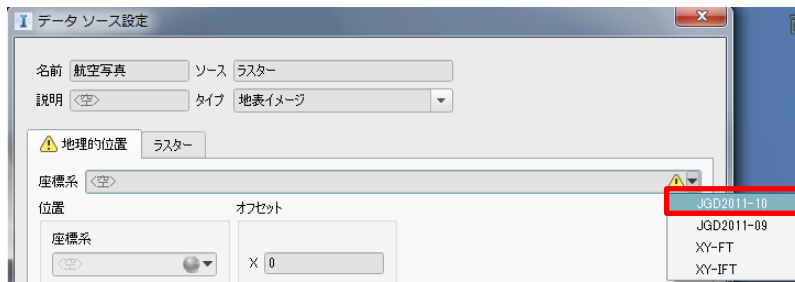 データ ソース設定
名前 航空写真 ソース ラスター
説明 <空> タイプ 地表イメージ
地理的位置 ラスター
座標系 <空>
JGD2011-10
JGD2011-09
XY-FT
XY-IFT
位置 オフセット
座標系
<空> X 0